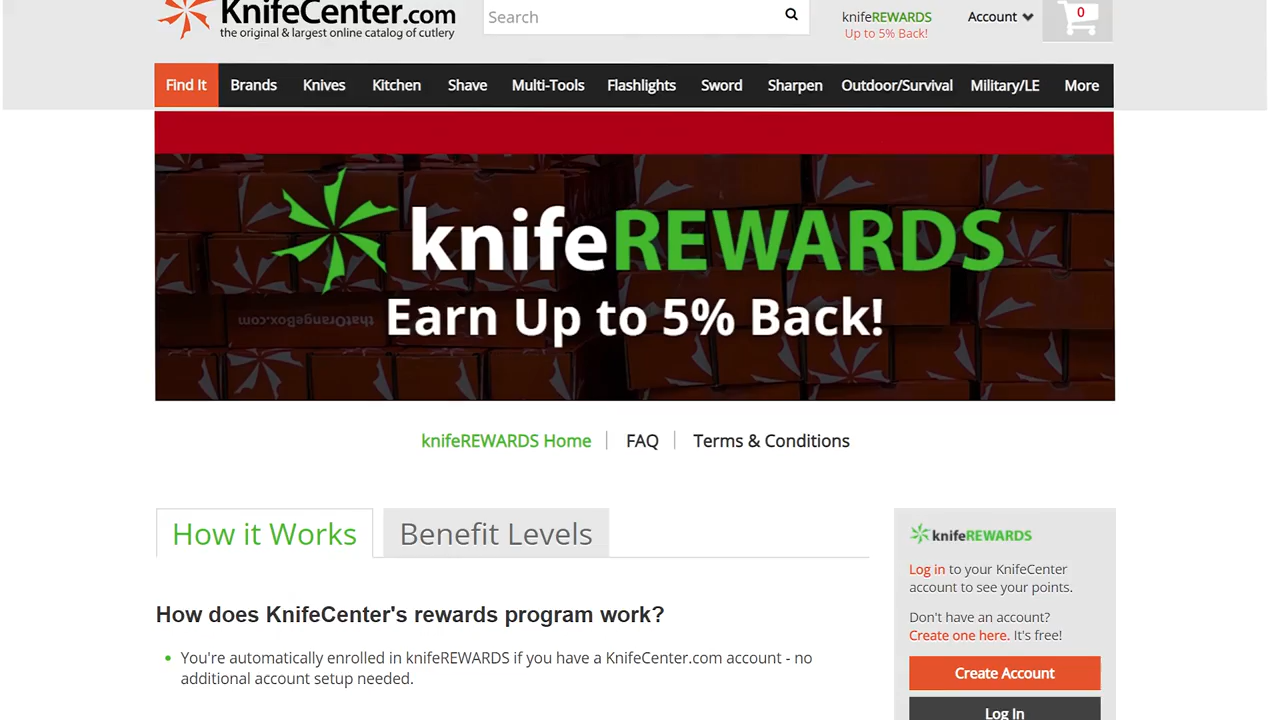 KnifeCenter.com
the original & largest online catalog of cutlery
Search
knifeREWARDS
Up to 5% Back!
Account
0
Find It Brands Knives Kitchen Shave Multi-Tools Flashlights Sword Sharpen Outdoor/Survival Military/LE More
knifeREWARDS
Earn Up to 5% Back!
thatOrangeBox.com
knifeREWARDS Home FAQ Terms & Conditions
How it Works Benefit Levels
How does KnifeCenter's rewards program work?
You're automatically enrolled in knifeREWARDS if you have a KnifeCenter.com account - no
additional account setup needed.
knifeREWARDS
Log in to your KnifeCenter
account to see your points.
Don't have an account?
Create one here. It's free!
Create Account
Log In